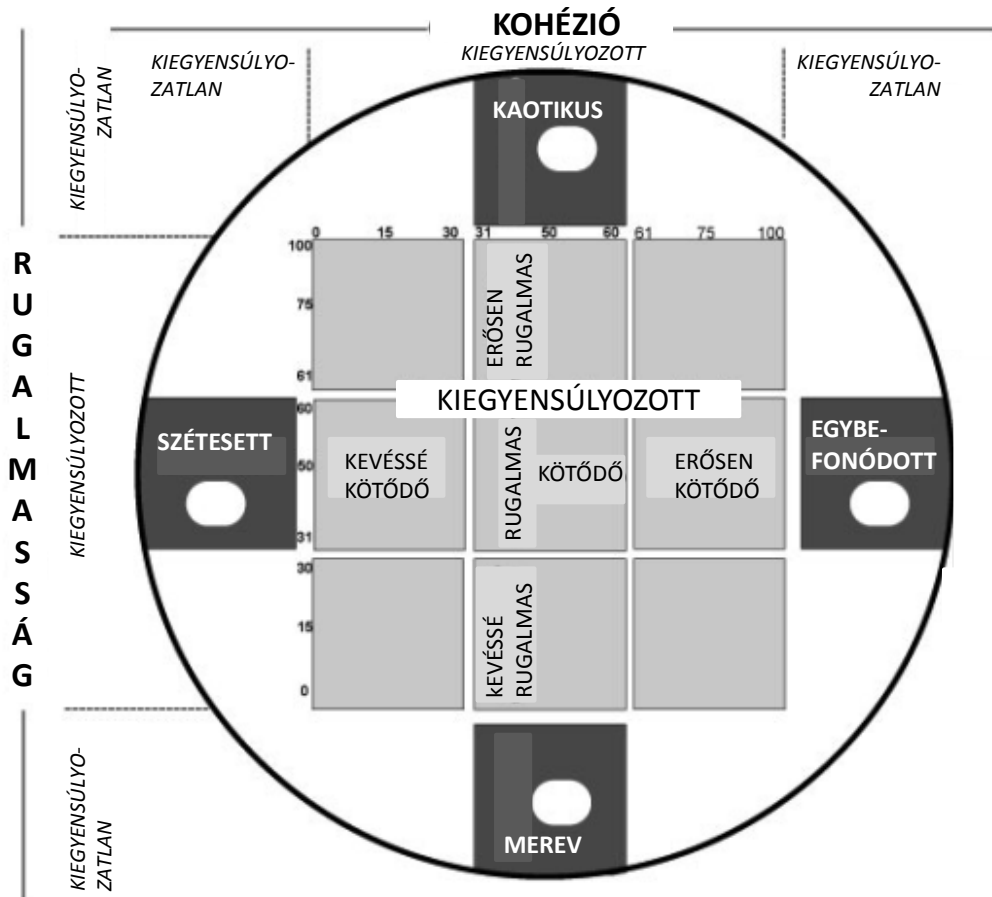 KOHÉZIÓ
KIEGYENSÚLYOZOTT
KIEGYENSÚLYO-
ZATLAN
KIEGYENSÚLYO-
ZATLAN
KIEGYENSÚLYO-
ZATLAN
KAOTIKUS
0 15 30 31 50 60 61 75 100
100
75
61
ERŐSEN
RUGALMAS
RUGALMASSÁG
KIEGYENSÚLYOZOTT
KIEGYENSÚLYOZOTT
60
50
31
SZÉTESETT
KEVÉSSÉ
KÖTŐDŐ
RUGALMAS
KÖTŐDŐ
ERŐSEN
KÖTŐDŐ
EGYBE-
FONÓDOTT
30
15
0
kEVÉSSÉ
RUGALMAS
KIEGYENSÚLYO-
ZATLAN
MEREV